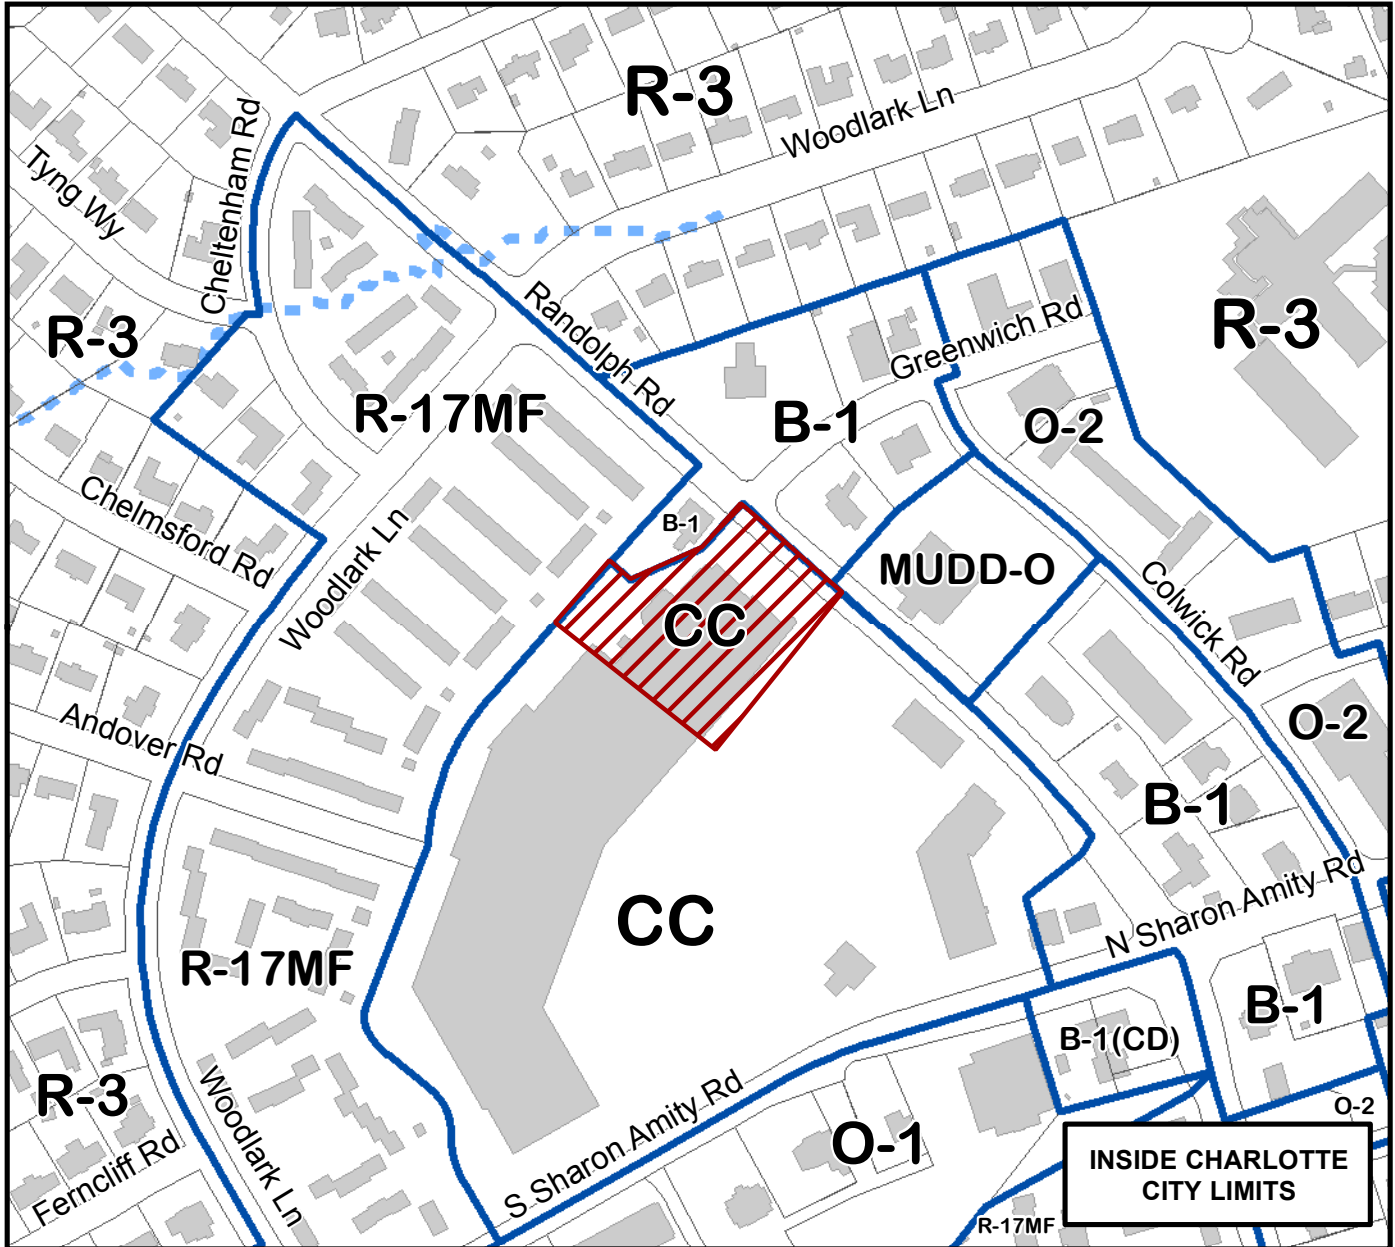 R-3
Woodlark Ln
Cheltenham Rd
Tyng Wy
R-3
Randolph Rd
R-3
Greenwich Rd
R-17MF
B-1
O-2
Chelmsford Rd
Woodlark Ln
B-1
MUDD-O
CC
Colwick Rd
Andover Rd
O-2
B-1
CC
N Sharon Amity Rd
R-17MF
B-1
B-1(CD)
R-3
Woodlark Ln
S Sharon Amity Rd
O-2
O-1
Ferncliff Rd
INSIDE CHARLOTTE
CITY LIMITS
R-17MF